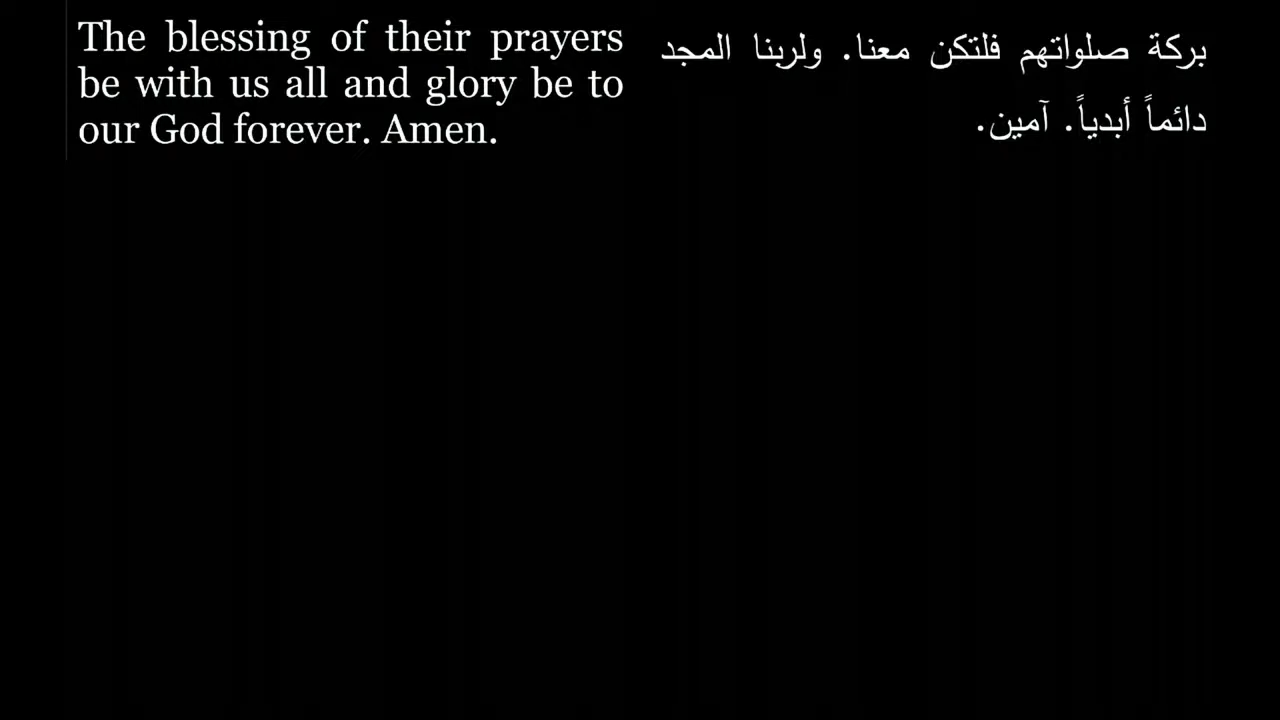 The blessing of their prayers
be with us all and glory be to
our God forever. Amen.
بركة صلواتهم فلتكن معنا. ولربنا المجد
دائماً أبدياً. آمين.